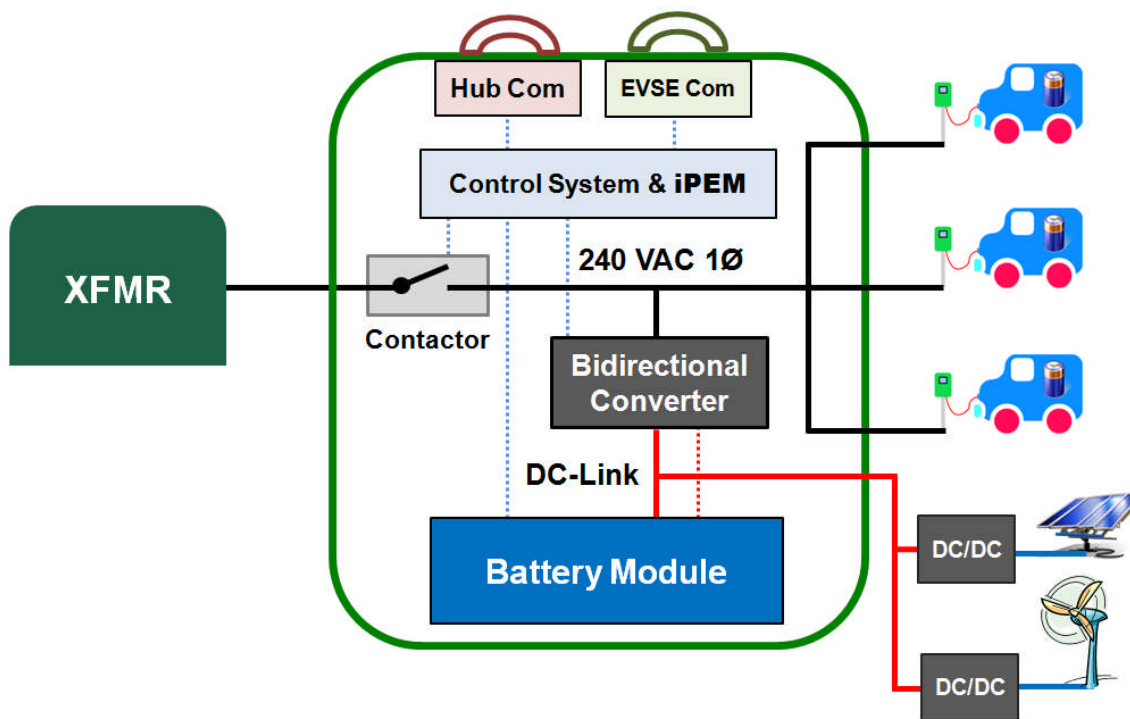 Hub Com
EVSE Com
Control System & iPEM
XFMR
240 VAC 1Ø
Contactor
Bidirectional
Converter
DC-Link
Battery Module
DC/DC
DC/DC